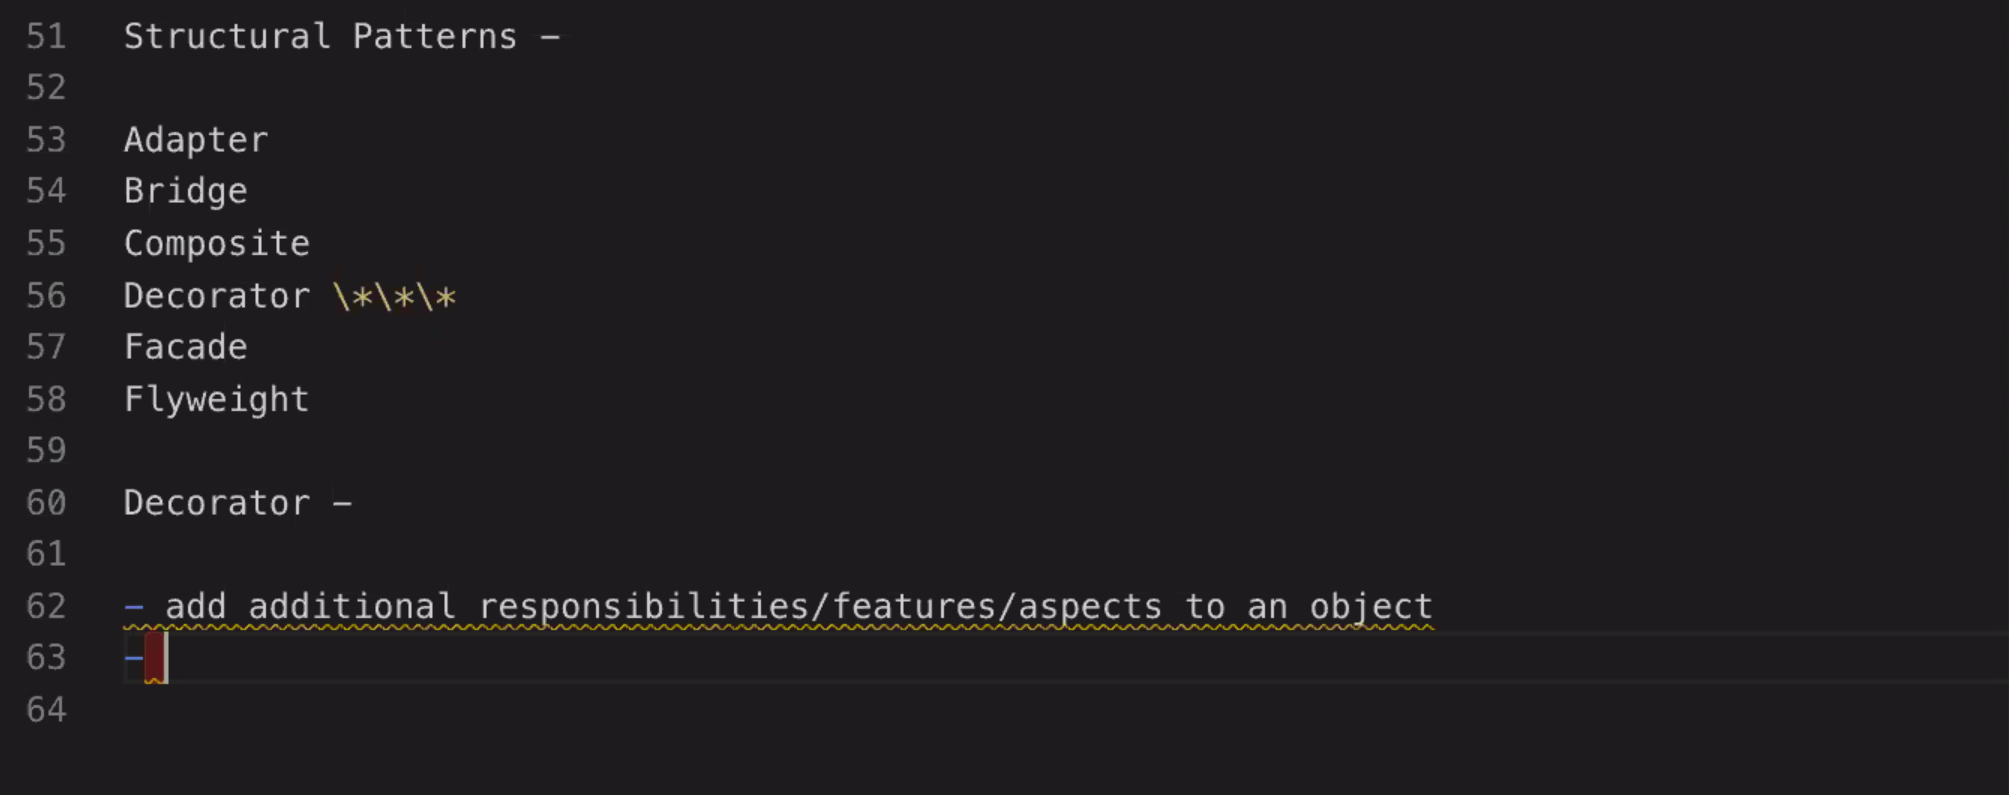 51 Structural Patterns -
52
53 Adapter
54 Bridge
55 Composite
56 Decorator \*\*\*
57 Facade
58 Flyweight
59
60 Decorator -
61
62 - add additional responsibilities/features/aspects to an object
63 -
64